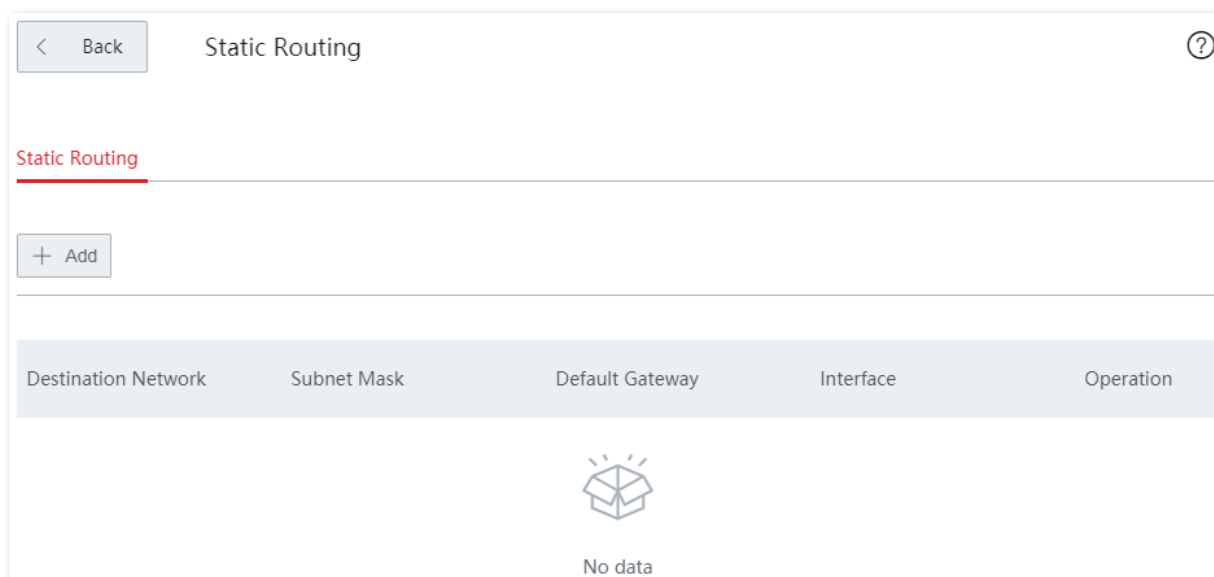 Back Static Routing
Static Routing
Add
Destination Network Subnet Mask Default Gateway Interface Operation
No data